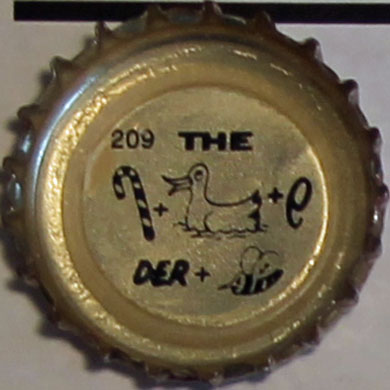 209 THE
+ + e
DER +